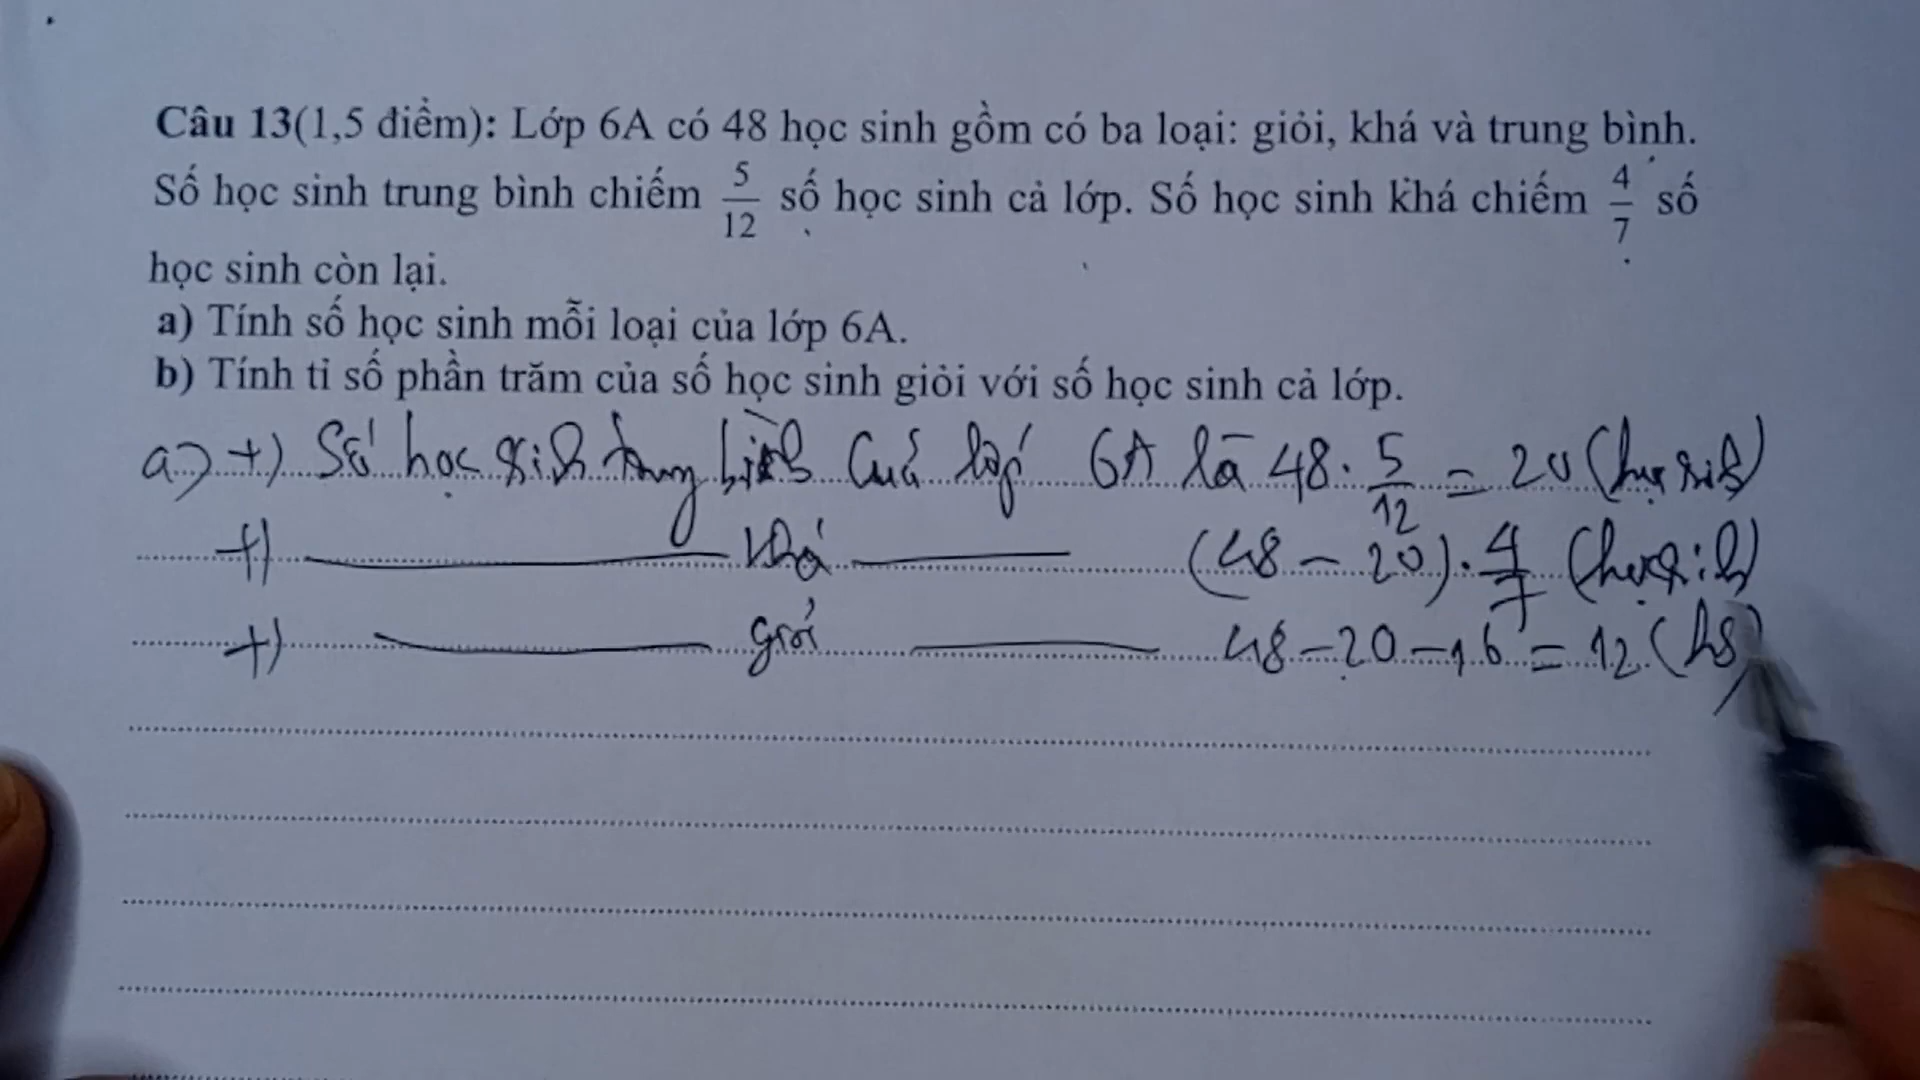 Câu 13(1,5 điểm): Lớp 6A có 48 học sinh gồm có ba loại: giỏi, khá và trung bình.
Số học sinh trung bình chiếm 5/12 số học sinh cả lớp. Số học sinh khá chiếm 4/7 số
học sinh còn lại.
a) Tính số học sinh mỗi loại của lớp 6A.
b) Tính tỉ số phần trăm của số học sinh giỏi với số học sinh cả lớp.
a) +) Số học sinh trung bình của lớp 6A là 48 . 5/12 = 20 (học sinh)
+) khá (48 - 20) . 4/7 (học sinh)
+) giỏi 48 - 20 - 16 = 12 (hs)